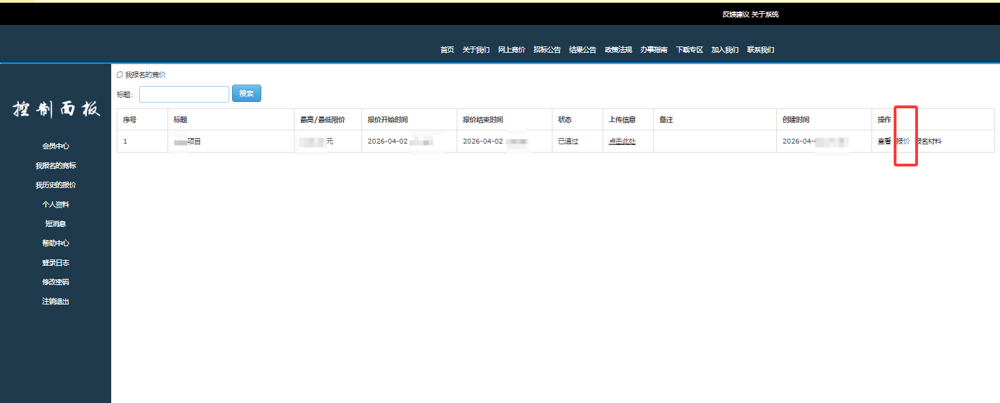 反馈建议 关于系统
首页 关于我们 网上竞价 招标公告 结果公告 政策法规 办事指南 下载专区 加入我们 联系我们
控制面板
会员中心
我报名的竞标
我历史的报价
个人资料
短消息
帮助中心
登录日志
修改密码
注销退出
我报名的竞价
标题: 搜索
序号 标题 最高/最低限价 报价开始时间 报价结束时间 状态 上传信息 备注 创建时间 操作
1 项目 元 2026-04-02 2026-04-02 已通过 点击此处 2026-04- 查看 报价 报名材料